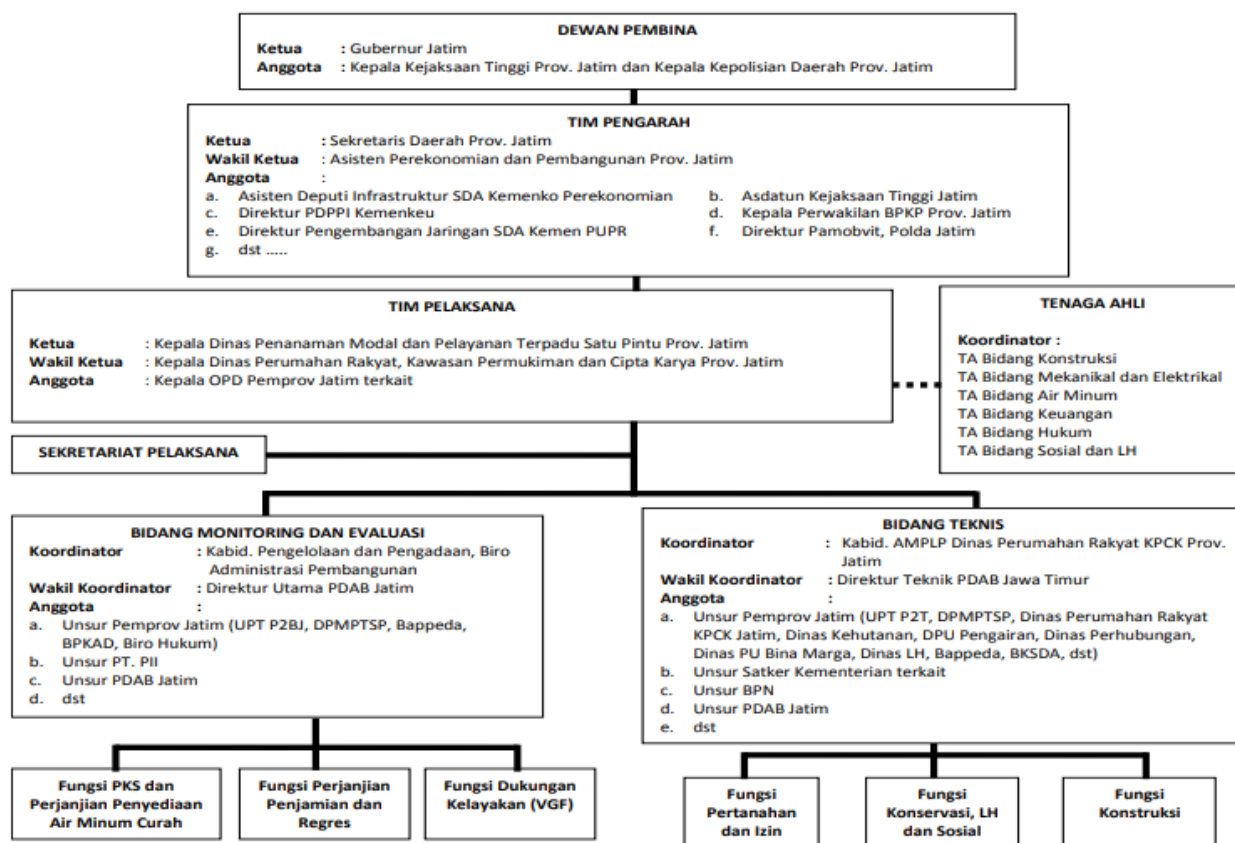 DEWAN PEMBINA
Ketua : Gubernur Jatim
Anggota : Kepala Kejaksaan Tinggi Prov. Jatim dan Kepala Kepolisian Daerah Prov. Jatim
TIM PENGARAH
Ketua : Sekretaris Daerah Prov. Jatim
Wakil Ketua : Asisten Perekonomian dan Pembangunan Prov. Jatim
Anggota :
a. Asisten Deputi Infrastruktur SDA Kemenko Perekonomian
b. Asdatun Kejaksaan Tinggi Jatim
c. Direktur PDPPI Kemenkeu
d. Kepala Perwakilan BPKP Prov. Jatim
e. Direktur Pengembangan Jaringan SDA Kemen PUPR
f. Direktur Pamobvit, Polda Jatim
g. dst .....
TIM PELAKSANA
Ketua : Kepala Dinas Penanaman Modal dan Pelayanan Terpadu Satu Pintu Prov. Jatim
Wakil Ketua : Kepala Dinas Perumahan Rakyat, Kawasan Permukiman dan Cipta Karya Prov. Jatim
Anggota : Kepala OPD Pemprov Jatim terkait
TENAGA AHLI
Koordinator :
TA Bidang Konstruksi
TA Bidang Mekanikal dan Elektrikal
TA Bidang Air Minum
TA Bidang Keuangan
TA Bidang Hukum
TA Bidang Sosial dan LH
SEKRETARIAT PELAKSANA
BIDANG MONITORING DAN EVALUASI
Koordinator : Kabid. Pengelolaan dan Pengadaan, Biro
Administrasi Pembangunan
Wakil Koordinator : Direktur Utama PDAB Jatim
Anggota :
a. Unsur Pemprov Jatim (UPT P2BJ, DPMPTSP, Bappeda,
BPKAD, Biro Hukum)
b. Unsur PT. PII
c. Unsur PDAB Jatim
d. dst
BIDANG TEKNIS
Koordinator : Kabid. AMPLP Dinas Perumahan Rakyat KPCK Prov.
Jatim
Wakil Koordinator : Direktur Teknik PDAB Jawa Timur
Anggota :
a. Unsur Pemprov Jatim (UPT P2T, DPMPTSP, Dinas Perumahan Rakyat
KPCK Jatim, Dinas Kehutanan, DPU Pengairan, Dinas Perhubungan,
Dinas PU Bina Marga, Dinas LH, Bappeda, BKSDA, dst)
b. Unsur Satker Kementerian terkait
c. Unsur BPN
d. Unsur PDAB Jatim
e. dst
Fungsi PKS dan
Perjanjian Penyediaan
Air Minum Curah
Fungsi Perjanjian
Penjamian dan
Regres
Fungsi Dukungan
Kelayakan (VGF)
Fungsi
Pertanahan
dan Izin
Fungsi
Konservasi, LH
dan Sosial
Fungsi
Konstruksi